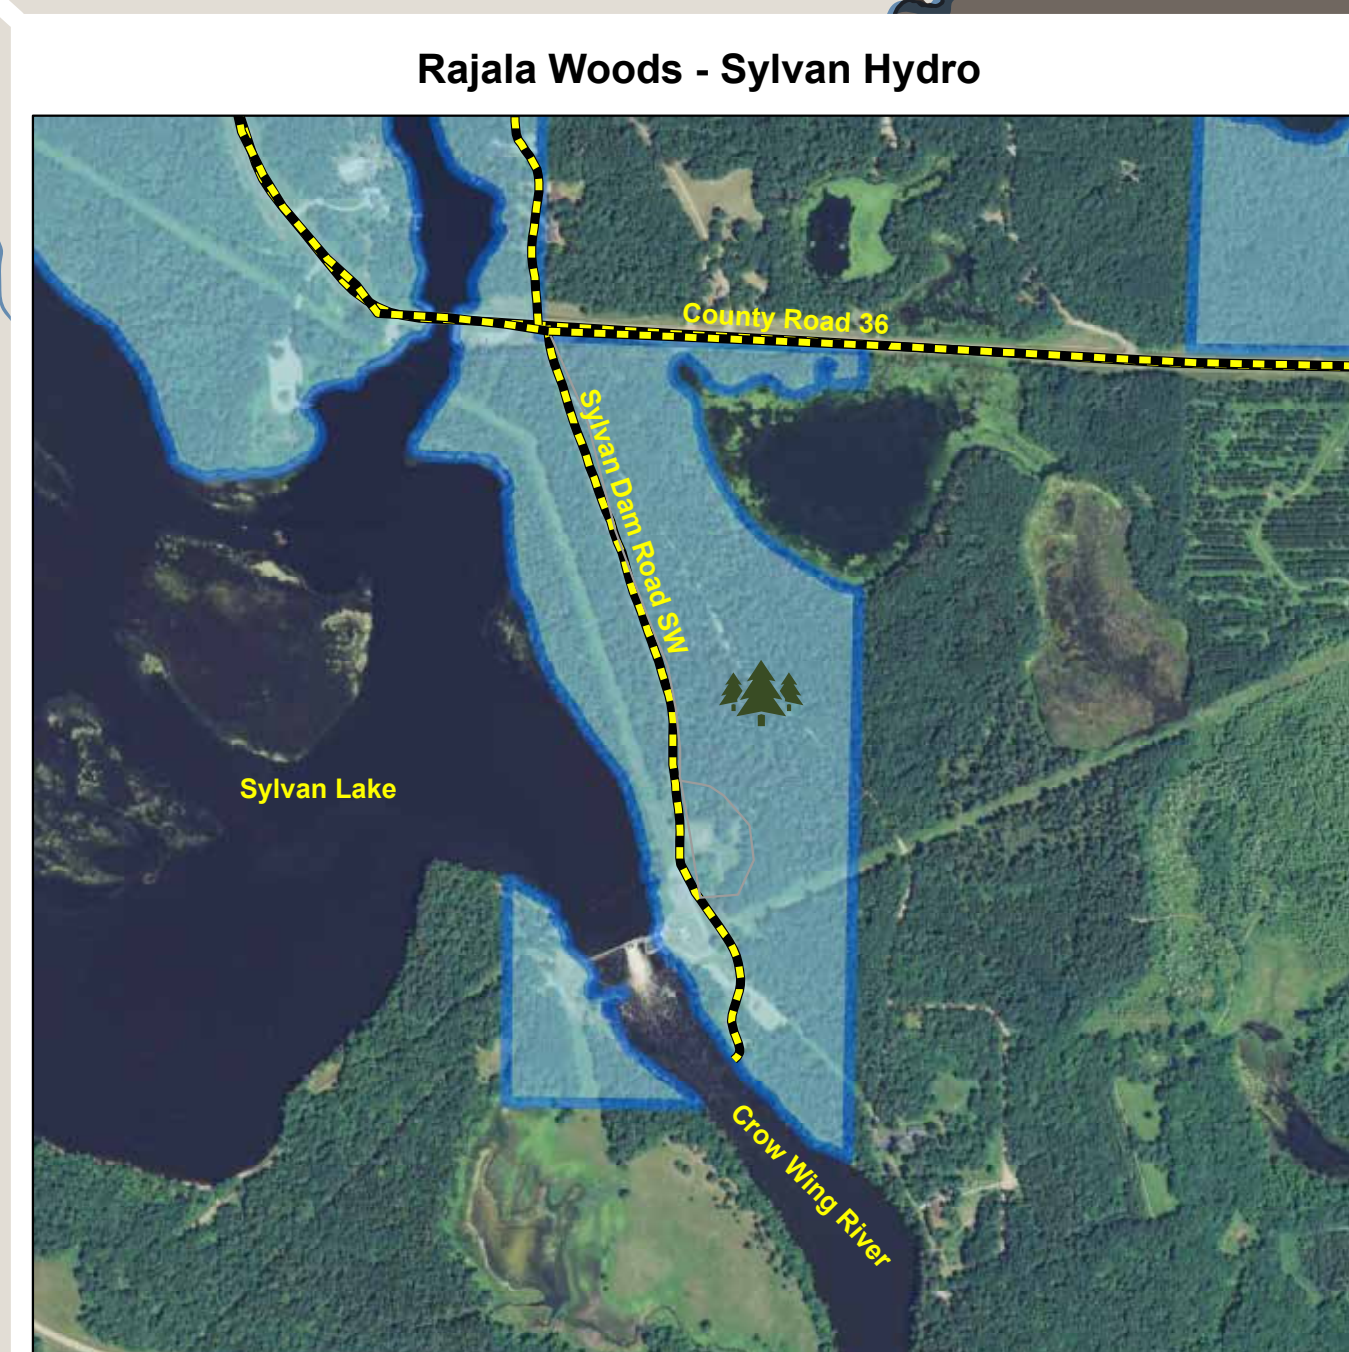 Rajala Woods - Sylvan Hydro
County Road 36
Sylvan Dam Road SW
Sylvan Lake
Crow Wing River